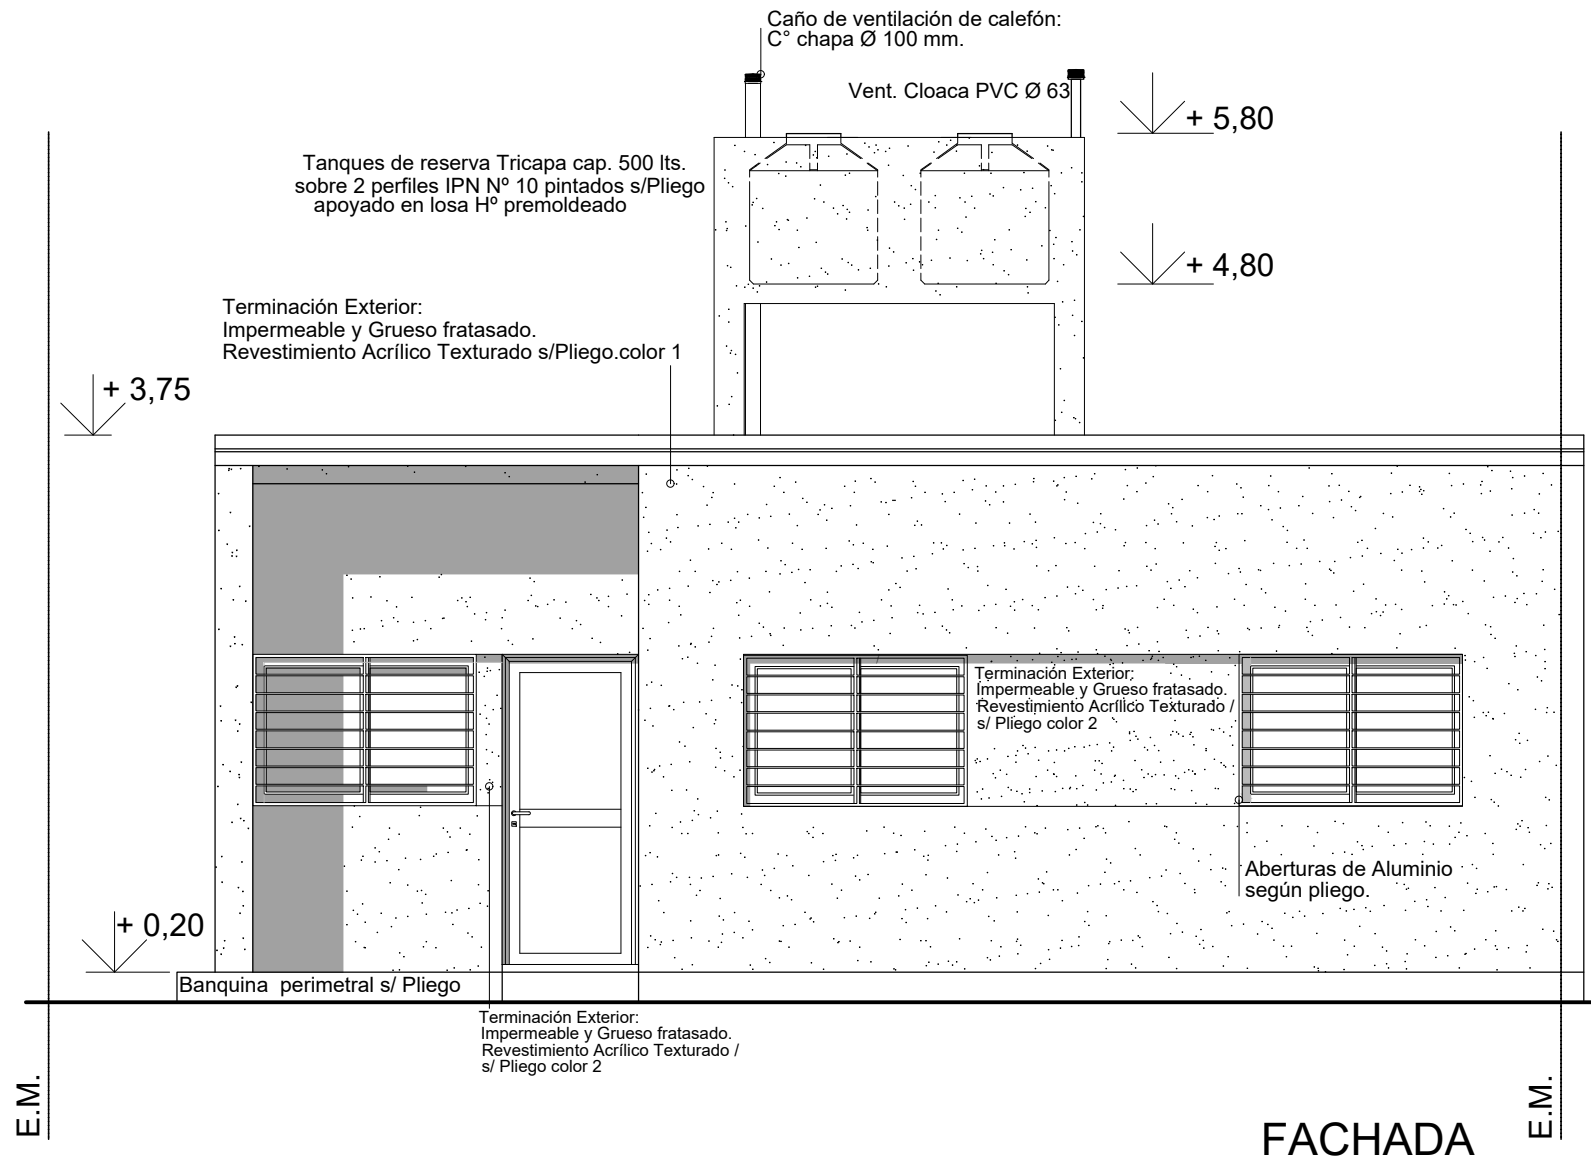 Caño de ventilación de calefón:
C° chapa Ø 100 mm.
Vent. Cloaca PVC Ø 63
+ 5,80
Tanques de reserva Tricapa cap. 500 lts.
sobre 2 perfiles IPN Nº 10 pintados s/Pliego
apoyado en losa Hº premoldeado
+ 4,80
Terminación Exterior:
Impermeable y Grueso fratasado.
Revestimiento Acrílico Texturado s/Pliego.color 1
+ 3,75
Terminación Exterior:
Impermeable y Grueso fratasado.
Revestimiento Acrílico Texturado /
s/ Pliego color 2
Aberturas de Aluminio
según pliego.
+ 0,20
Banquina perimetral s/ Pliego
Terminación Exterior:
Impermeable y Grueso fratasado.
Revestimiento Acrílico Texturado /
s/ Pliego color 2
E.M.
E.M.
FACHADA